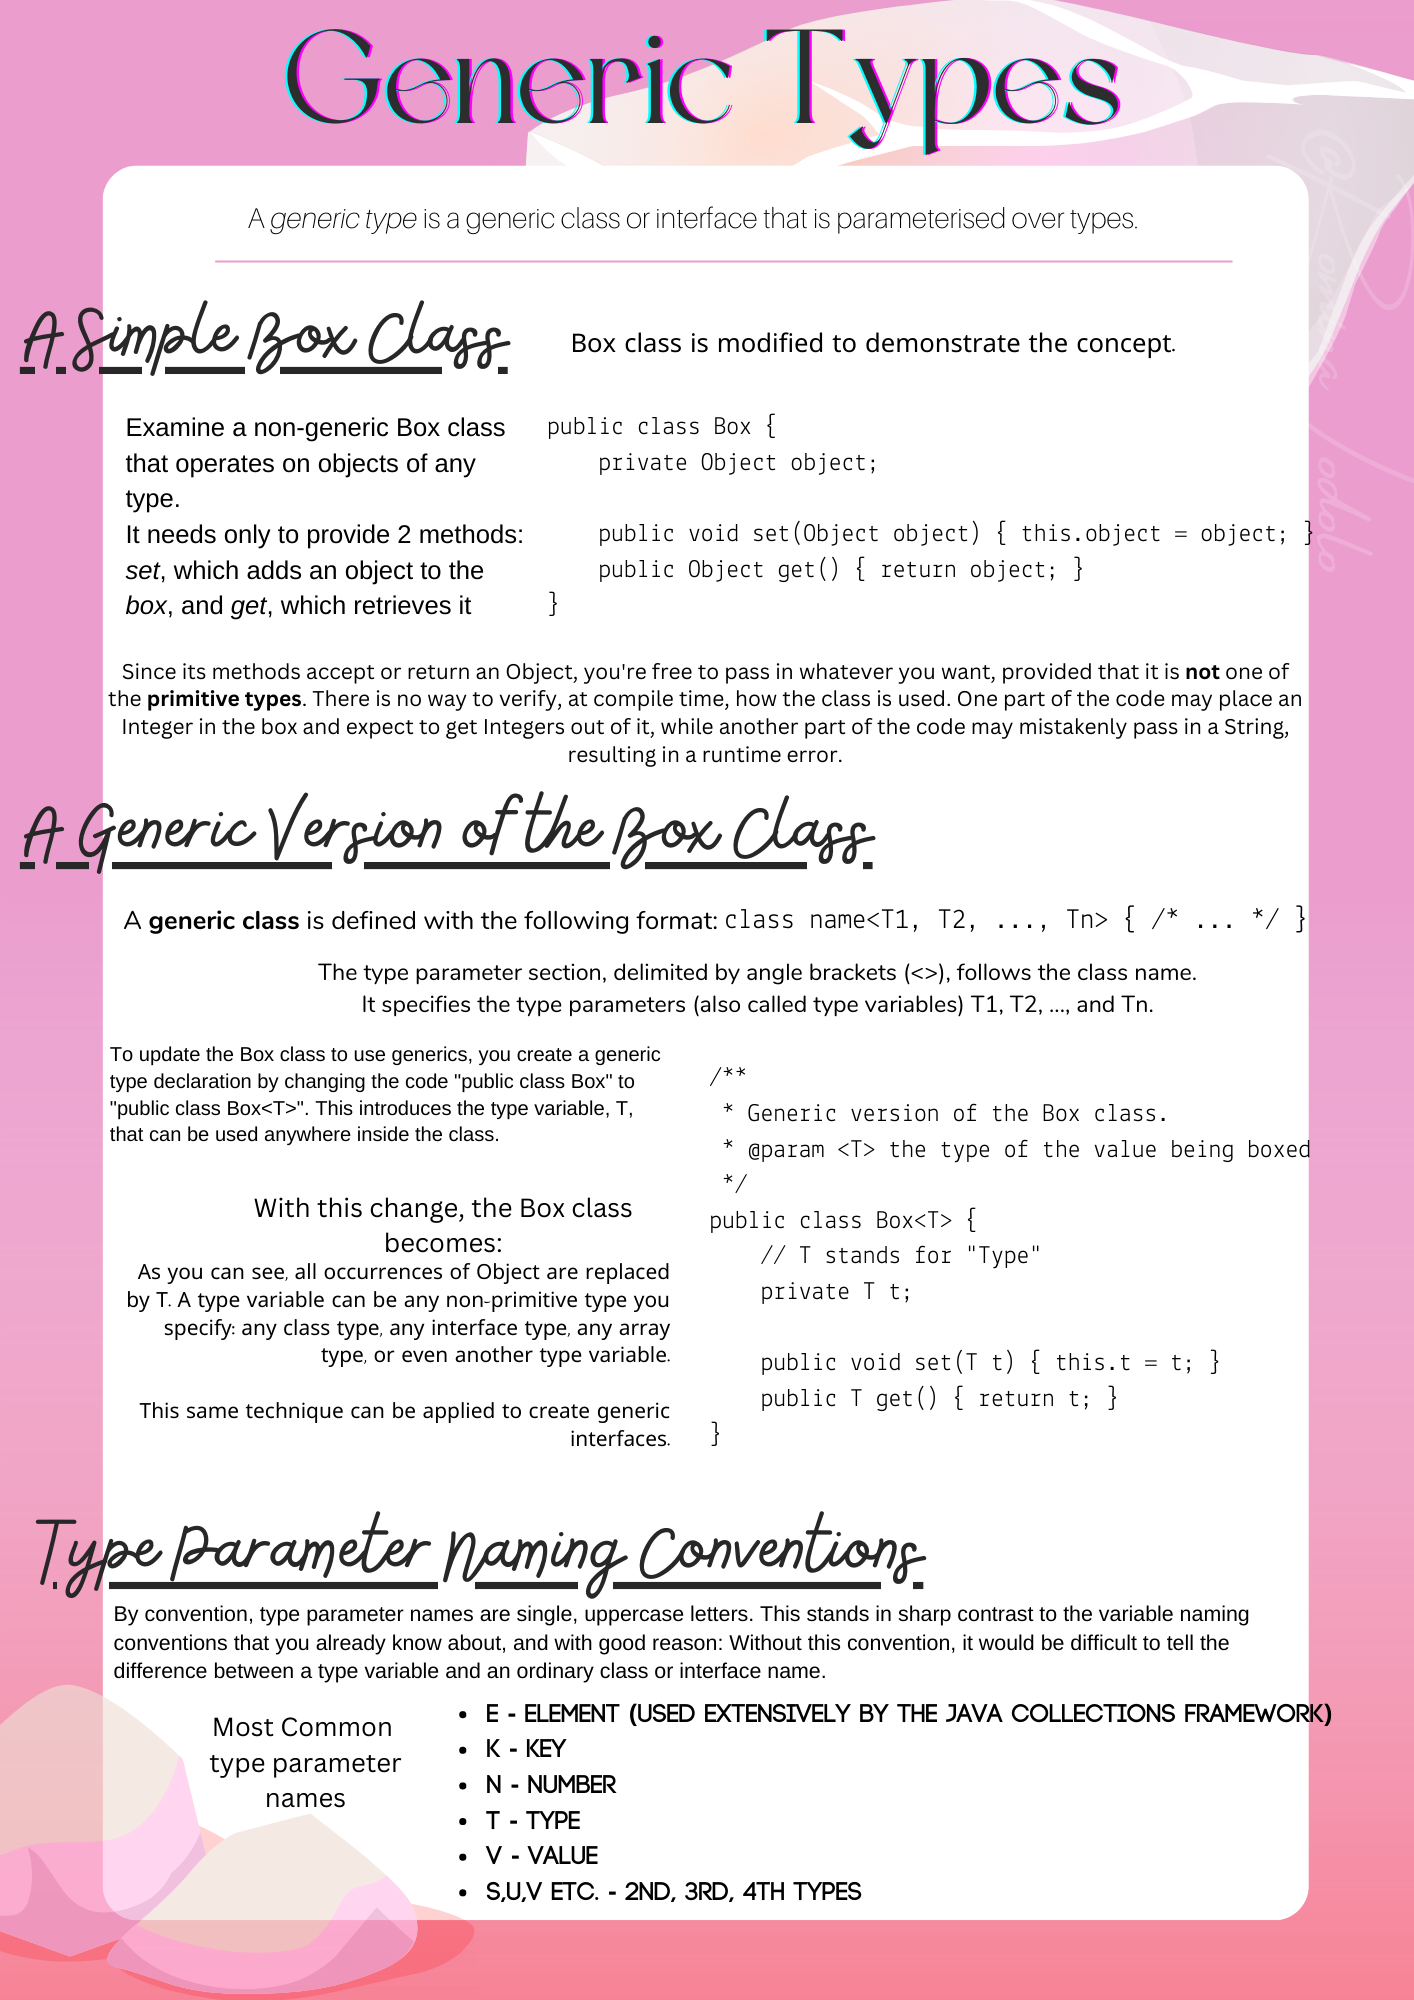 Generic Types
A generic type is a generic class or interface that is parameterised over types.
A Simple Box Class
Box class is modified to demonstrate the concept.
Examine a non-generic Box class
that operates on objects of any
type.
It needs only to provide 2 methods:
set, which adds an object to the
box, and get, which retrieves it
public class Box {
    private Object object;
    public void set(Object object) { this.object = object; }
    public Object get() { return object; }
}
Since its methods accept or return an Object, you're free to pass in whatever you want, provided that it is not one of
the primitive types. There is no way to verify, at compile time, how the class is used. One part of the code may place an
Integer in the box and expect to get Integers out of it, while another part of the code may mistakenly pass in a String,
resulting in a runtime error.
A Generic Version of the Box Class
A generic class is defined with the following format: class name<T1, T2, ..., Tn> { /* ... */ }
The type parameter section, delimited by angle brackets (<>), follows the class name.
It specifies the type parameters (also called type variables) T1, T2, ..., and Tn.
To update the Box class to use generics, you create a generic
type declaration by changing the code "public class Box" to
"public class Box<T>". This introduces the type variable, T,
that can be used anywhere inside the class.
With this change, the Box class
becomes:
As you can see, all occurrences of Object are replaced
by T. A type variable can be any non-primitive type you
specify: any class type, any interface type, any array
type, or even another type variable.
This same technique can be applied to create generic
interfaces.
/**
 * Generic version of the Box class.
 * @param <T> the type of the value being boxed
 */
public class Box<T> {
    // T stands for "Type"
    private T t;
    public void set(T t) { this.t = t; }
    public T get() { return t; }
}
Type Parameter Naming Conventions
By convention, type parameter names are single, uppercase letters. This stands in sharp contrast to the variable naming
conventions that you already know about, and with good reason: Without this convention, it would be difficult to tell the
difference between a type variable and an ordinary class or interface name.
Most Common
type parameter
names
• E - ELEMENT (USED EXTENSIVELY BY THE JAVA COLLECTIONS FRAMEWORK)
• K - KEY
• N - NUMBER
• T - TYPE
• V - VALUE
• S,U,V ETC. - 2ND, 3RD, 4TH TYPES